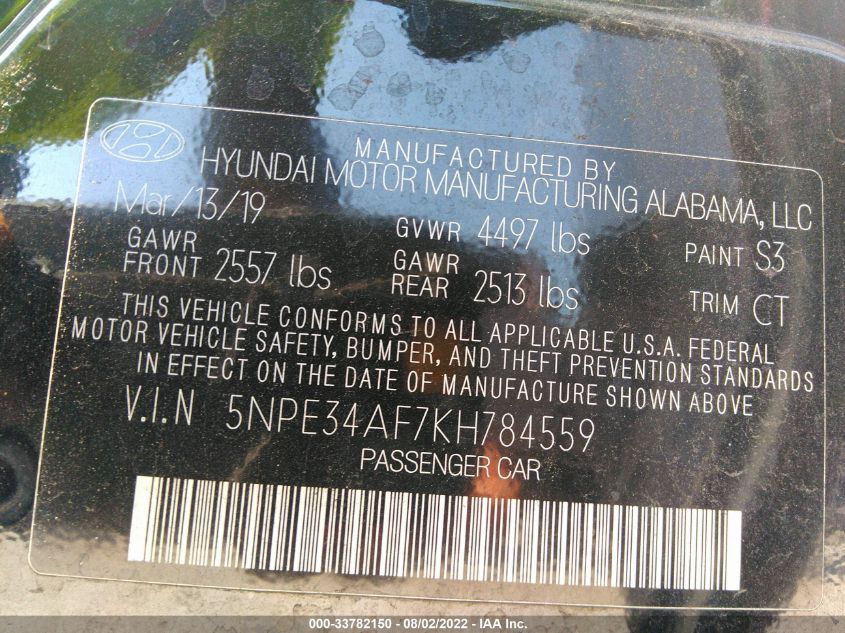 MANUFACTURED BY
HYUNDAI MOTOR MANUFACTURING ALABAMA, LLC
Mar/13/19 GVWR 4497 lbs PAINT S3
GAWR FRONT 2557 lbs GAWR REAR 2513 lbs TRIM CT
THIS VEHICLE CONFORMS TO ALL APPLICABLE U.S.A. FEDERAL
MOTOR VEHICLE SAFETY, BUMPER, AND THEFT PREVENTION STANDARDS
IN EFFECT ON THE DATE OF MANUFACTURE SHOWN ABOVE
V.I.N 5NPE34AF7KH784559
PASSENGER CAR
000-33782150 - 08/02/2022 - IAA Inc.